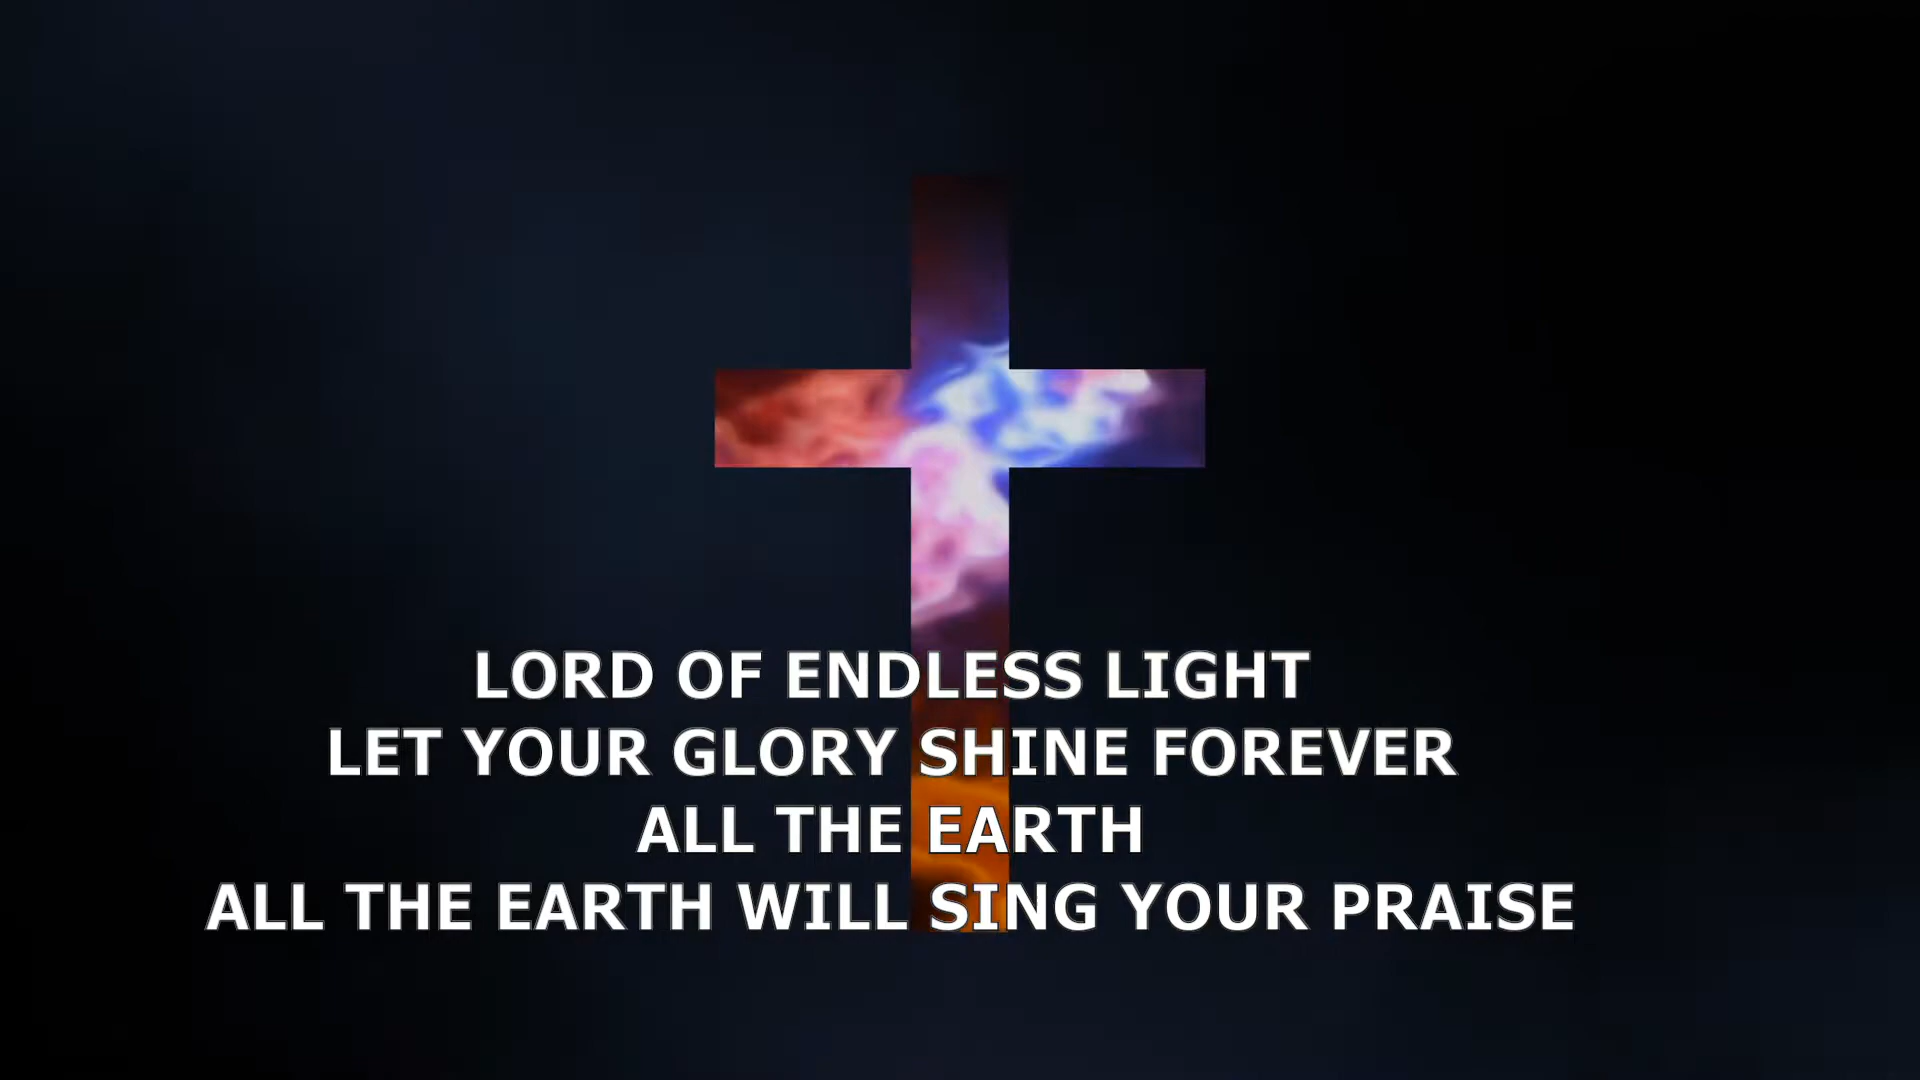 LORD OF ENDLESS LIGHT
LET YOUR GLORY SHINE FOREVER
ALL THE EARTH
ALL THE EARTH WILL SING YOUR PRAISE